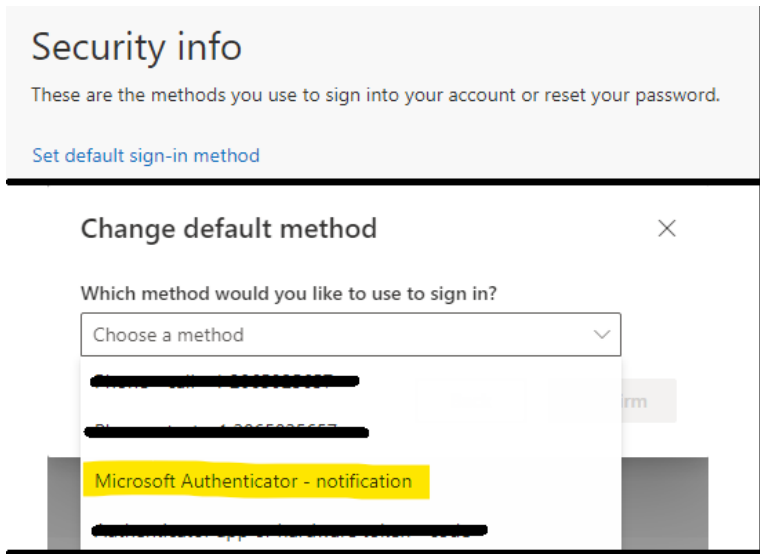 Security info
These are the methods you use to sign into your account or reset your password.
Set default sign-in method
Change default method
Which method would you like to use to sign in?
Choose a method
Microsoft Authenticator - notification